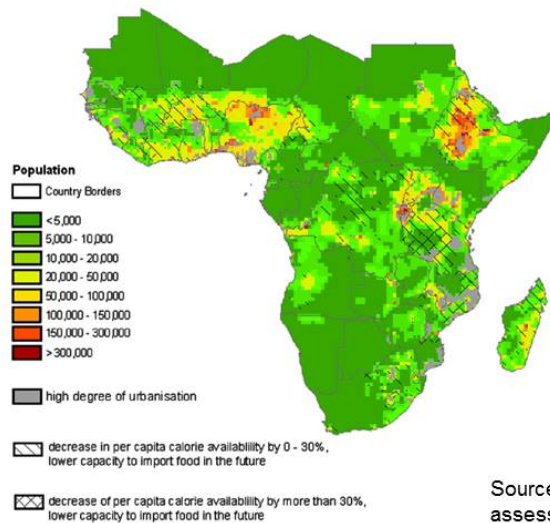 Population
Country Borders
< 5,000
5,000 - 10,000
10,000 - 20,000
20,000 - 50,000
50,000 - 100,000
100,000 - 150,000
150,000 - 300,000
> 300,000
high degree of urbanisation
decrease in per capita calorie availablility by 0 - 30%,
lower capacity to import food in the future
decrease of per capita calorie availablility by more than 30%,
lower capacity to import food in the future
Source
assess